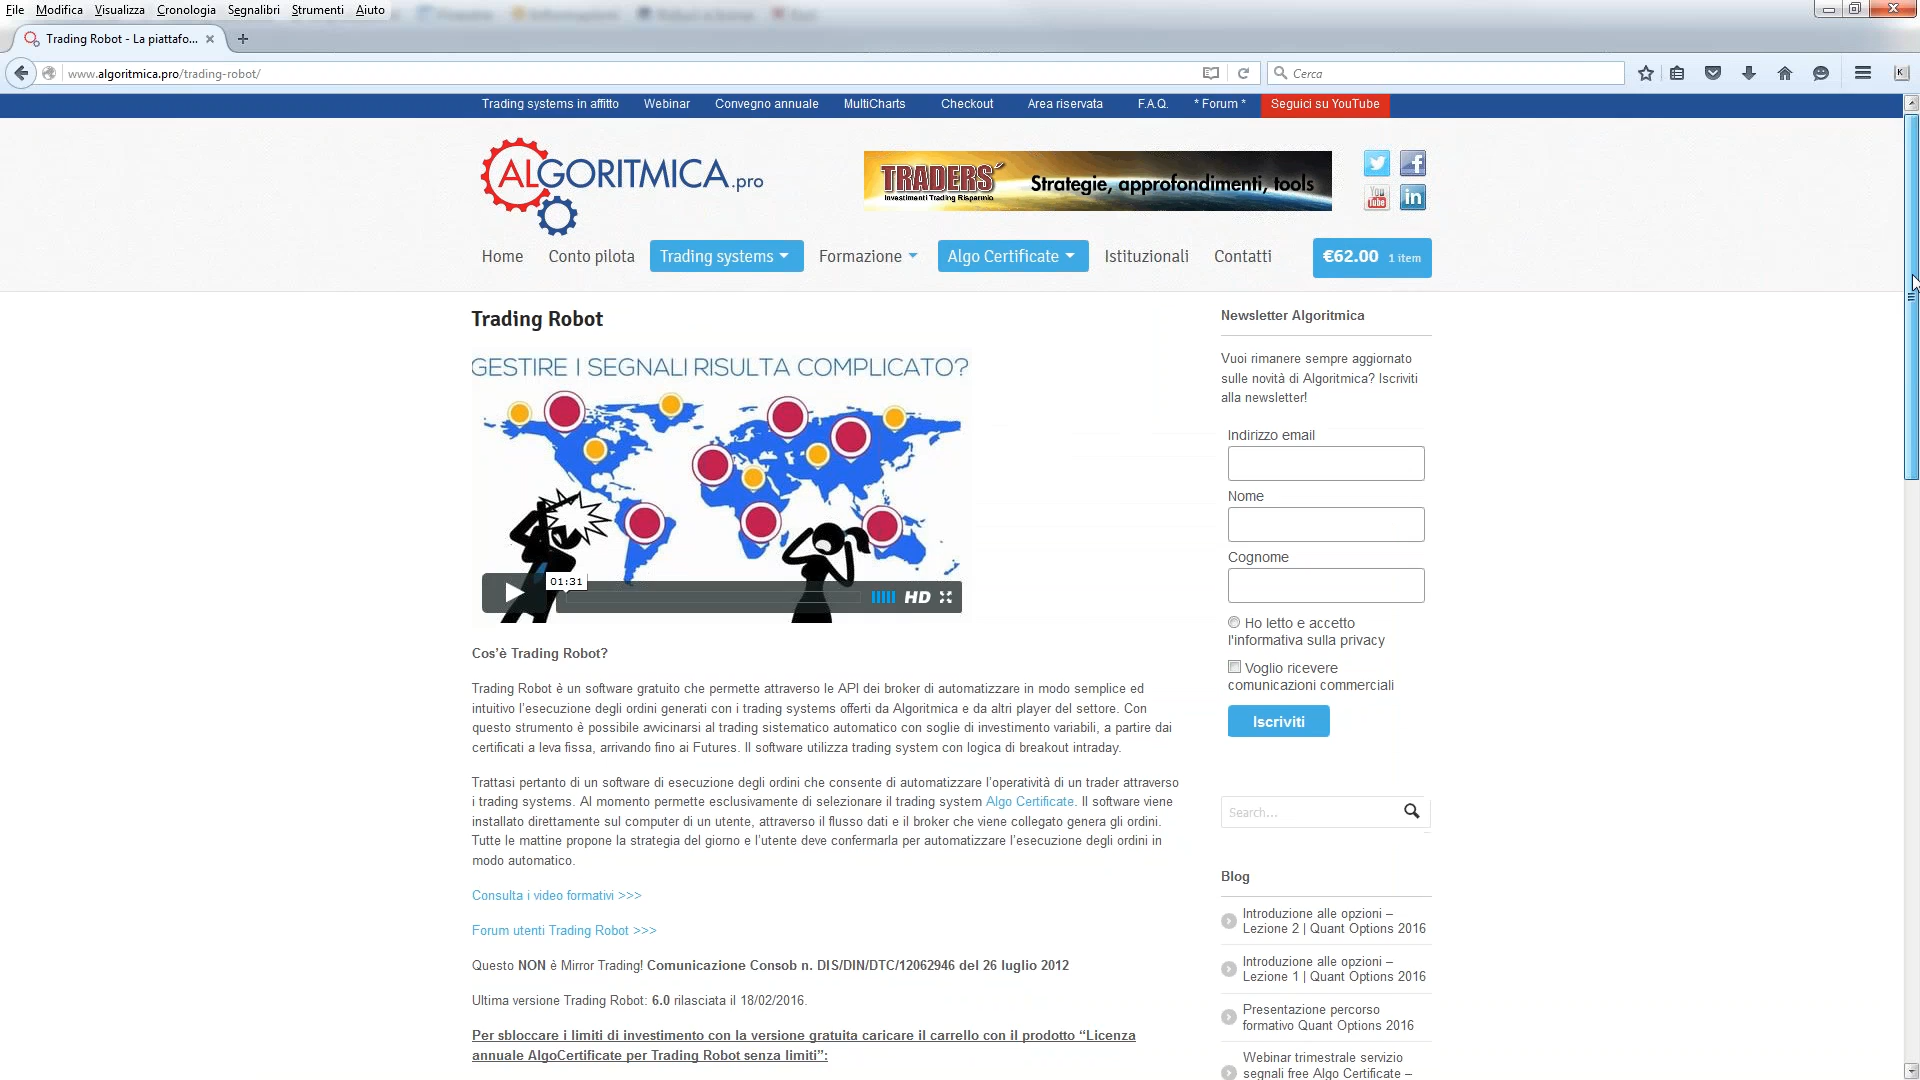 File Modifica Visualizza Cronologia Segnalibri Strumenti Aiuto
Trading Robot - La piattafo...
www.algoritmica.pro/trading-robot/
Cerca
Trading systems in affitto Webinar Convegno annuale MultiCharts Checkout Area riservata F.A.Q. * Forum * Seguici su YouTube
ALGORITMICA.pro
TRADERS'
Investimenti Trading Risparmio
Strategie, approfondimenti, tools
You Tube
in
Home Conto pilota Trading systems Formazione Algo Certificate Istituzionali Contatti €62.00 1 item
Trading Robot
GESTIRE I SEGNALI RISULTA COMPLICATO?
01:31
HD
Cos'è Trading Robot?
Trading Robot è un software gratuito che permette attraverso le API dei broker di automatizzare in modo semplice ed
intuitivo l'esecuzione degli ordini generati con i trading systems offerti da Algoritmica e da altri player del settore. Con
questo strumento è possibile avvicinarsi al trading sistematico automatico con soglie di investimento variabili, a partire dai
certificati a leva fissa, arrivando fino ai Futures. Il software utilizza trading system con logica di breakout intraday.
Trattasi pertanto di un software di esecuzione degli ordini che consente di automatizzare l'operatività di un trader attraverso
i trading systems. Al momento permette esclusivamente di selezionare il trading system Algo Certificate. Il software viene
installato direttamente sul computer di un utente, attraverso il flusso dati e il broker che viene collegato genera gli ordini.
Tutte le mattine propone la strategia del giorno e l'utente deve confermarla per automatizzare l'esecuzione degli ordini in
modo automatico.
Consulta i video formativi >>>
Forum utenti Trading Robot >>>
Questo NON è Mirror Trading! Comunicazione Consob n. DIS/DIN/DTC/12062946 del 26 luglio 2012
Ultima versione Trading Robot: 6.0 rilasciata il 18/02/2016.
Per sbloccare i limiti di investimento con la versione gratuita caricare il carrello con il prodotto "Licenza
annuale AlgoCertificate per Trading Robot senza limiti":
Newsletter Algoritmica
Vuoi rimanere sempre aggiornato
sulle novità di Algoritmica? Iscriviti
alla newsletter!
Indirizzo email
Nome
Cognome
Ho letto e accetto
l'informativa sulla privacy
Voglio ricevere
comunicazioni commerciali
Iscriviti
Search...
Blog
Introduzione alle opzioni –
Lezione 2 | Quant Options 2016
Introduzione alle opzioni –
Lezione 1 | Quant Options 2016
Presentazione percorso
formativo Quant Options 2016
Webinar trimestrale servizio
segnali free Algo Certificate –